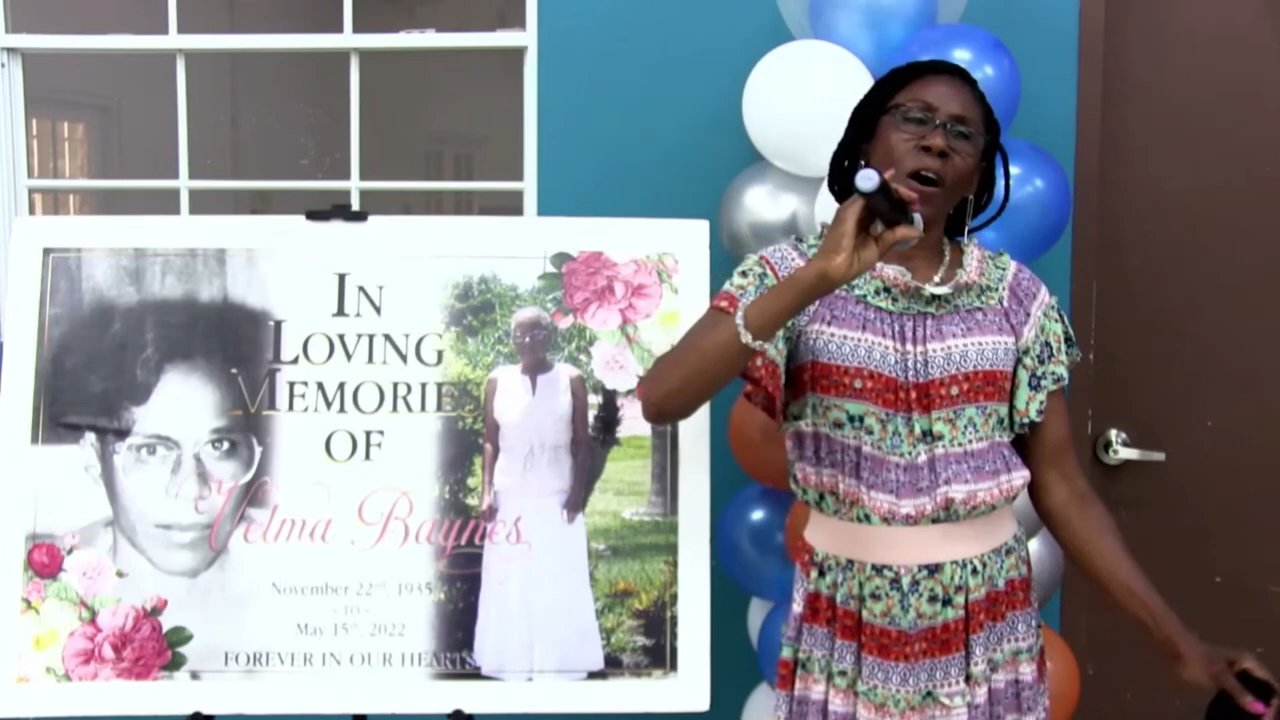 IN
LOVING
MEMORIES
OF
Velma Baynes
November 22nd, 1935
- TO -
May 15th, 2022
FOREVER IN OUR HEARTS